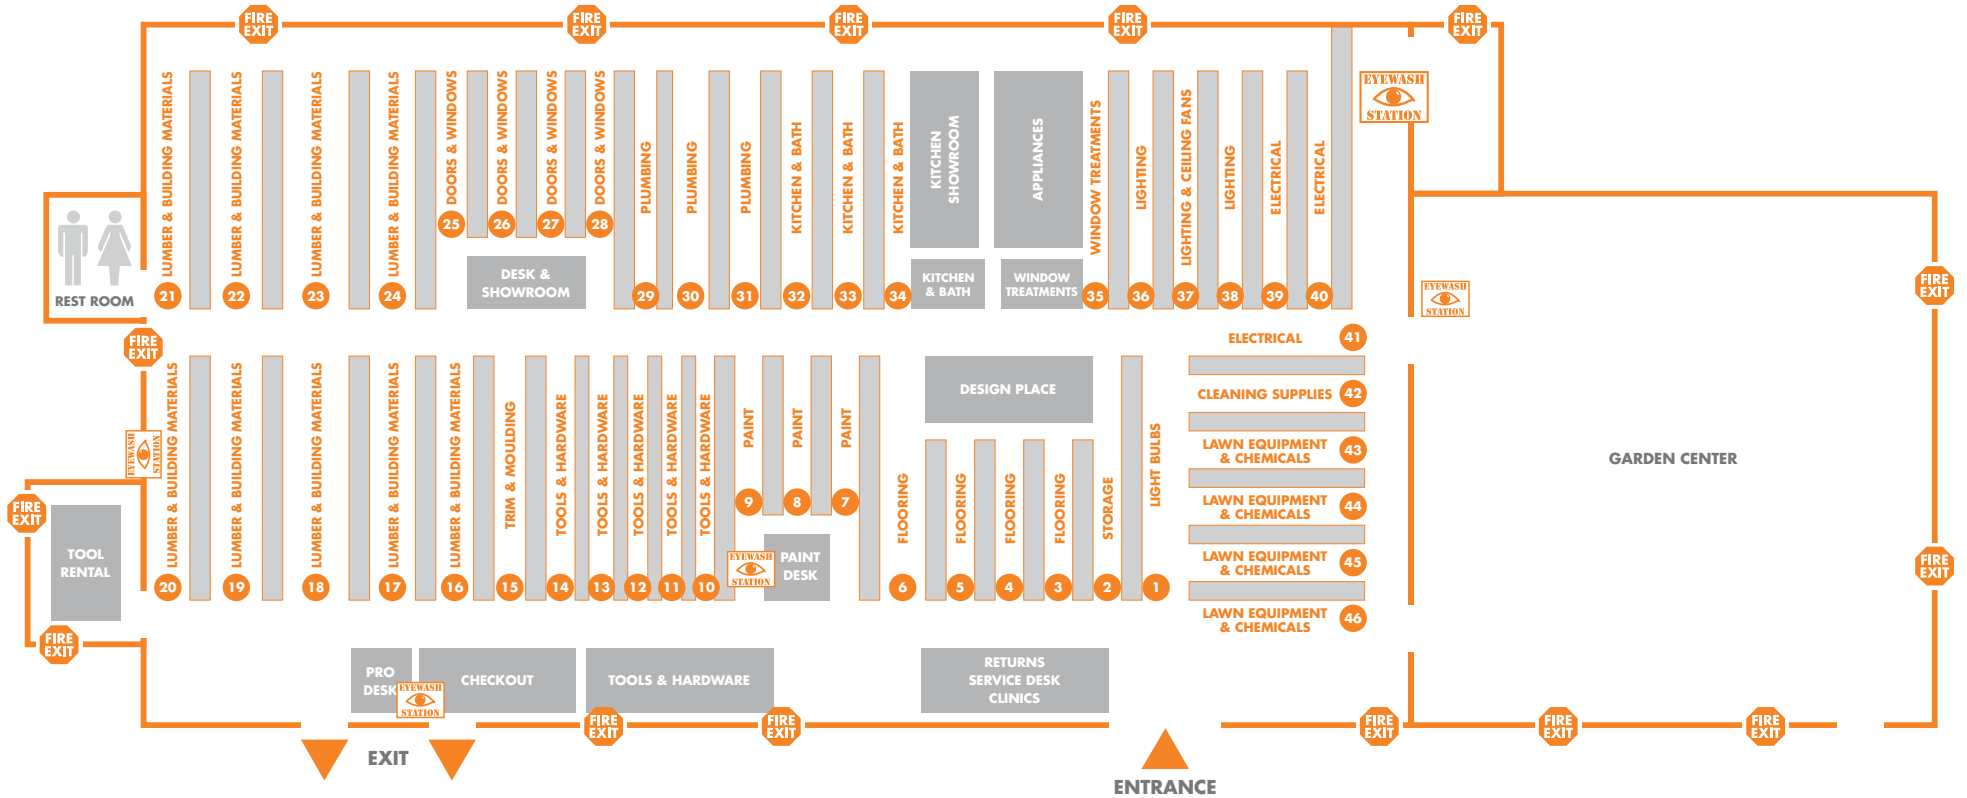 FIRE
EXIT
FIRE
EXIT
FIRE
EXIT
FIRE
EXIT
FIRE
EXIT
LUMBER & BUILDING MATERIALS
21
LUMBER & BUILDING MATERIALS
22
LUMBER & BUILDING MATERIALS
23
LUMBER & BUILDING MATERIALS
24
DOORS & WINDOWS
25
DOORS & WINDOWS
26
DOORS & WINDOWS
27
DOORS & WINDOWS
28
DESK &
SHOWROOM
PLUMBING
29
PLUMBING
30
PLUMBING
31
KITCHEN & BATH
32
KITCHEN & BATH
33
KITCHEN & BATH
34
KITCHEN
SHOWROOM
KITCHEN
& BATH
APPLIANCES
WINDOW
TREATMENTS
WINDOW TREATMENTS
35
LIGHTING
36
LIGHTING & CEILING FANS
37
LIGHTING
38
ELECTRICAL
39
ELECTRICAL
40
EYEWASH
STATION
REST ROOM
EYEWASH
STATION
FIRE
EXIT
FIRE
EXIT
EYEWASH
STATION
LUMBER & BUILDING MATERIALS
20
LUMBER & BUILDING MATERIALS
19
LUMBER & BUILDING MATERIALS
18
LUMBER & BUILDING MATERIALS
17
LUMBER & BUILDING MATERIALS
16
TRIM & MOULDING
15
TOOLS & HARDWARE
14
TOOLS & HARDWARE
13
TOOLS & HARDWARE
12
TOOLS & HARDWARE
11
TOOLS & HARDWARE
10
PAINT
9
PAINT
8
PAINT
7
EYEWASH
STATION
PAINT
DESK
DESIGN PLACE
FLOORING
6
FLOORING
5
FLOORING
4
FLOORING
3
STORAGE
2
LIGHT BULBS
1
ELECTRICAL
41
CLEANING SUPPLIES
42
LAWN EQUIPMENT
& CHEMICALS
43
LAWN EQUIPMENT
& CHEMICALS
44
LAWN EQUIPMENT
& CHEMICALS
45
LAWN EQUIPMENT
& CHEMICALS
46
GARDEN CENTER
FIRE
EXIT
FIRE
EXIT
TOOL
RENTAL
FIRE
EXIT
PRO
DESK
EYEWASH
STATION
CHECKOUT
TOOLS & HARDWARE
RETURNS
SERVICE DESK
CLINICS
FIRE
EXIT
FIRE
EXIT
FIRE
EXIT
FIRE
EXIT
FIRE
EXIT
EXIT
ENTRANCE